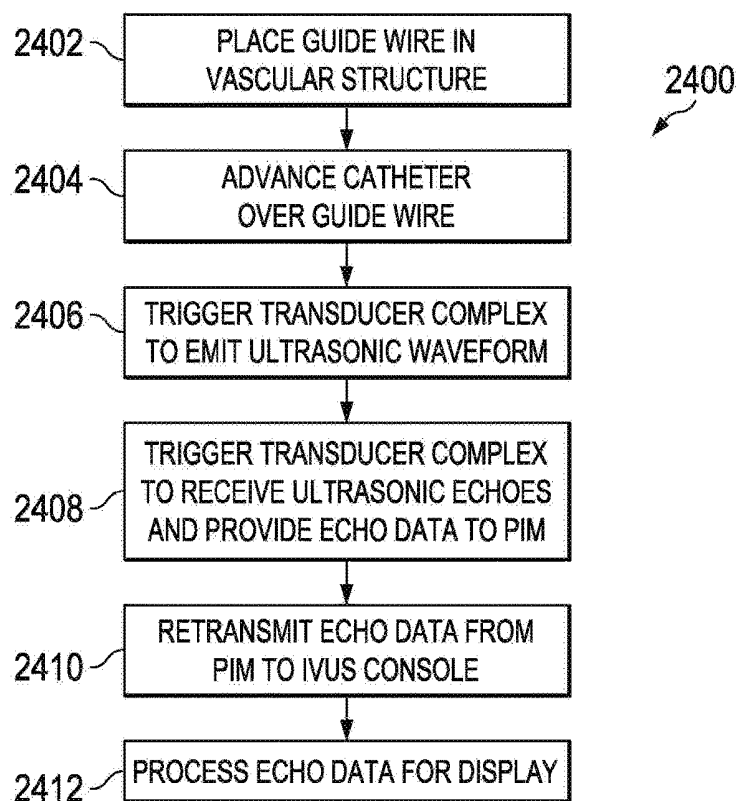 2402
PLACE GUIDE WIRE IN
VASCULAR STRUCTURE
2400
2404
ADVANCE CATHETER
OVER GUIDE WIRE
2406
TRIGGER TRANSDUCER COMPLEX
TO EMIT ULTRASONIC WAVEFORM
2408
TRIGGER TRANSDUCER COMPLEX
TO RECEIVE ULTRASONIC ECHOES
AND PROVIDE ECHO DATA TO PIM
2410
RETRANSMIT ECHO DATA FROM
PIM TO IVUS CONSOLE
2412
PROCESS ECHO DATA FOR DISPLAY